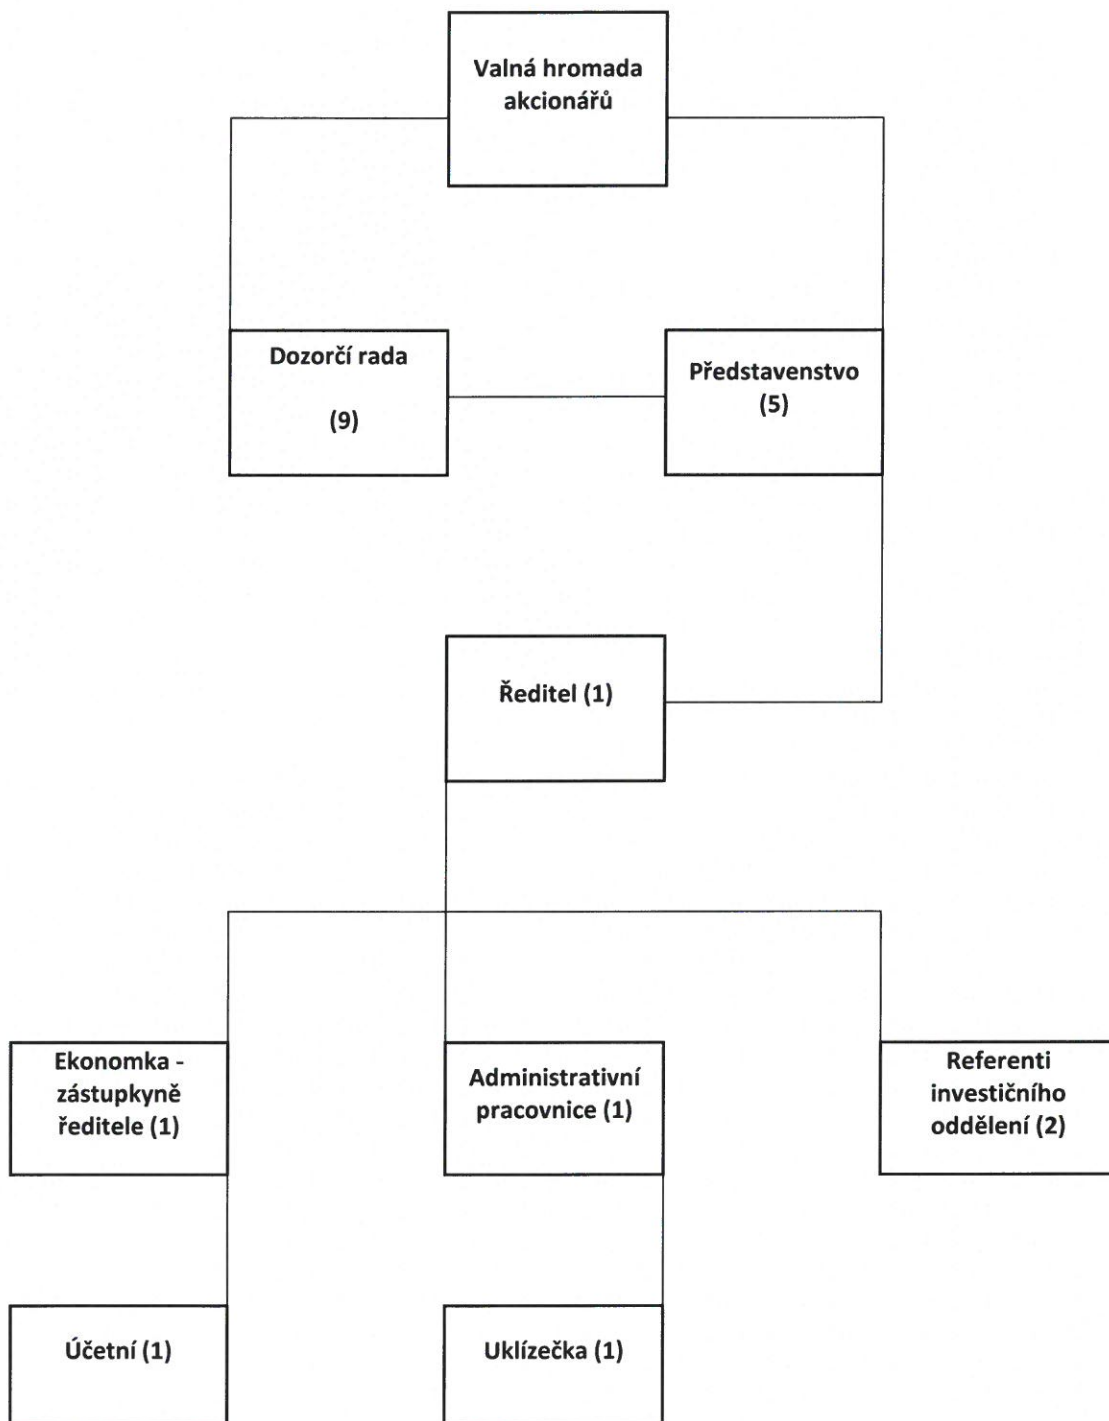 Valná hromada
akcionářů
Dozorčí rada
(9)
Představenstvo
(5)
Ředitel (1)
Ekonomka -
zástupkyně
ředitele (1)
Administrativní
pracovnice (1)
Referenti
investičního
oddělení (2)
Účetní (1)
Uklízečka (1)